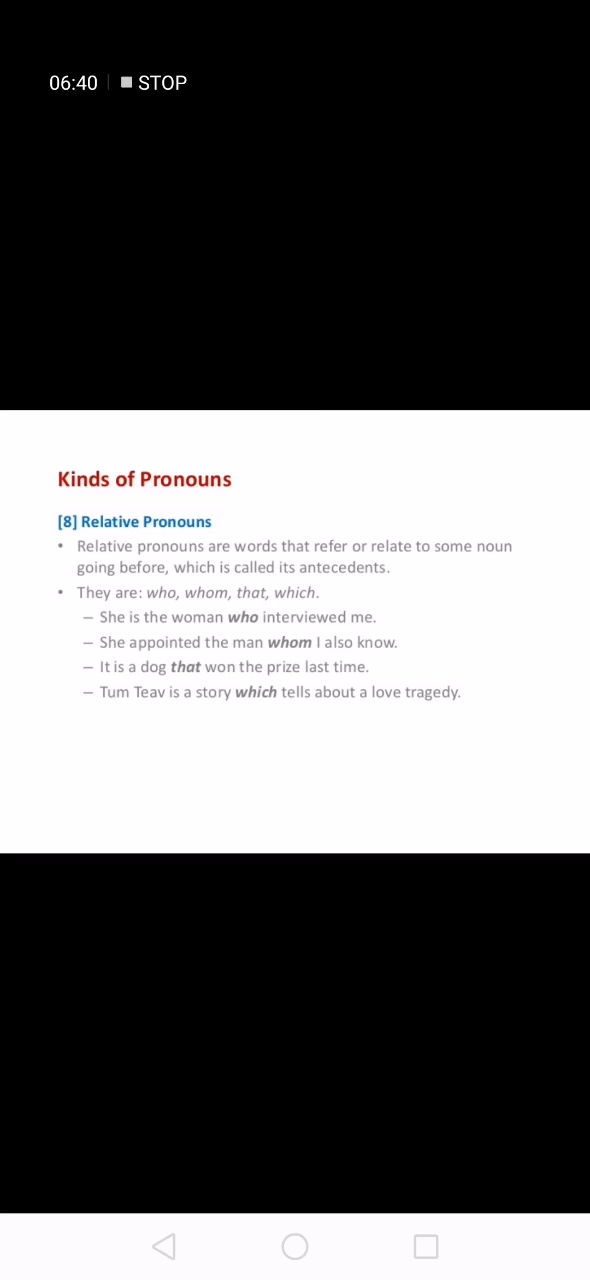 06:40 | ■ STOP
Kinds of Pronouns
[8] Relative Pronouns
• Relative pronouns are words that refer or relate to some noun
going before, which is called its antecedents.
• They are: who, whom, that, which.
– She is the woman who interviewed me.
– She appointed the man whom I also know.
– It is a dog that won the prize last time.
– Tum Teav is a story which tells about a love tragedy.